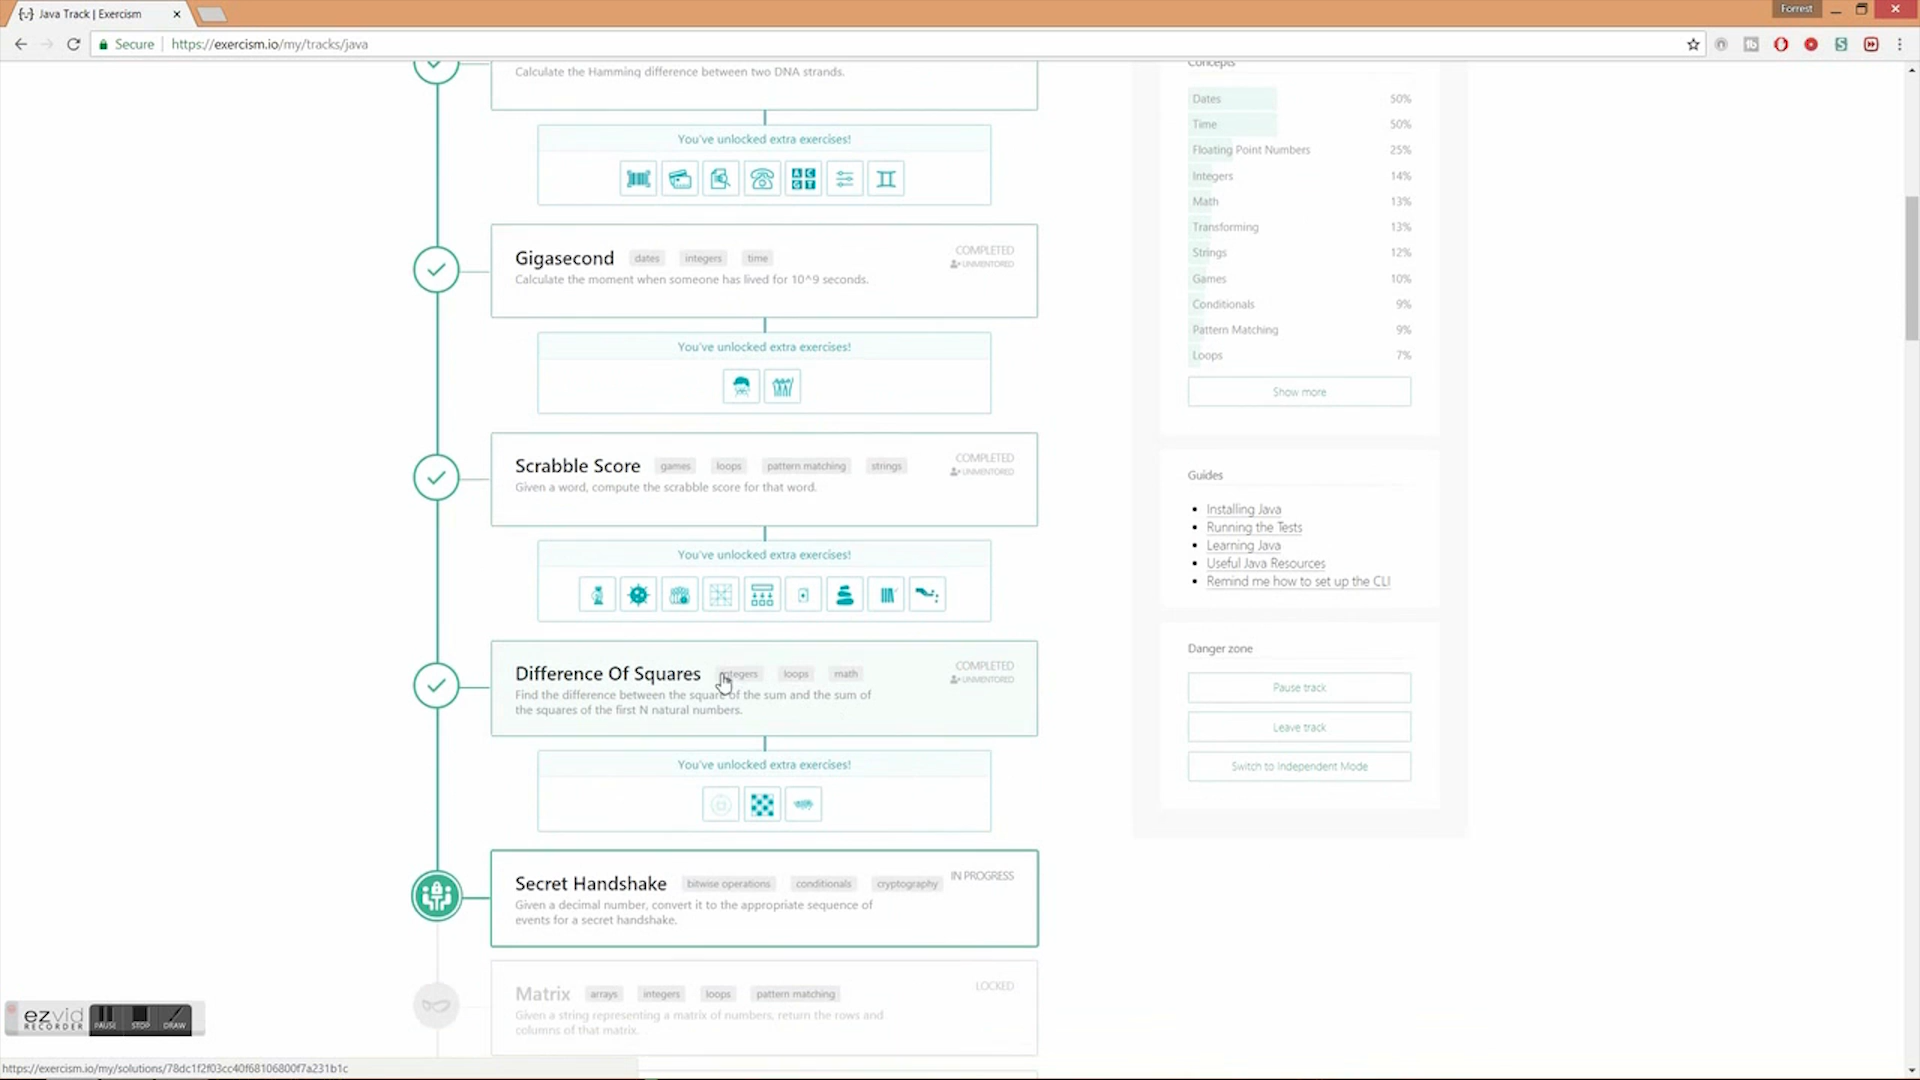 Java Track | Exercism
Forrest
Secure
https://exercism.io/my/tracks/java
Calculate the Hamming difference between two DNA strands.
You've unlocked extra exercises!
Gigasecond dates integers time
COMPLETED
UNMENTORED
Calculate the moment when someone has lived for 10^9 seconds.
You've unlocked extra exercises!
Scrabble Score games loops pattern matching strings
COMPLETED
UNMENTORED
Given a word, compute the scrabble score for that word.
You've unlocked extra exercises!
Difference Of Squares integers loops math
COMPLETED
UNMENTORED
Find the difference between the square of the sum and the sum of
the squares of the first N natural numbers.
You've unlocked extra exercises!
Secret Handshake bitwise operations conditionals cryptography
IN PROGRESS
Given a decimal number, convert it to the appropriate sequence of
events for a secret handshake.
Matrix arrays integers loops pattern matching
LOCKED
Given a string representing a matrix of numbers, return the rows and
columns of that matrix.
Concepts
Dates 50%
Time 50%
Floating Point Numbers 25%
Integers 14%
Math 13%
Transforming 13%
Strings 12%
Games 10%
Conditionals 9%
Pattern Matching 9%
Loops 7%
Show more
Guides
Installing Java
Running the Tests
Learning Java
Useful Java Resources
Remind me how to set up the CLI
Danger zone
Pause track
Leave track
Switch to Independent Mode
ezvid
RECORDER
PAUSE STOP DRAW
https://exercism.io/my/solutions/78dc1f2f03cc40f68106800f7a231b1c